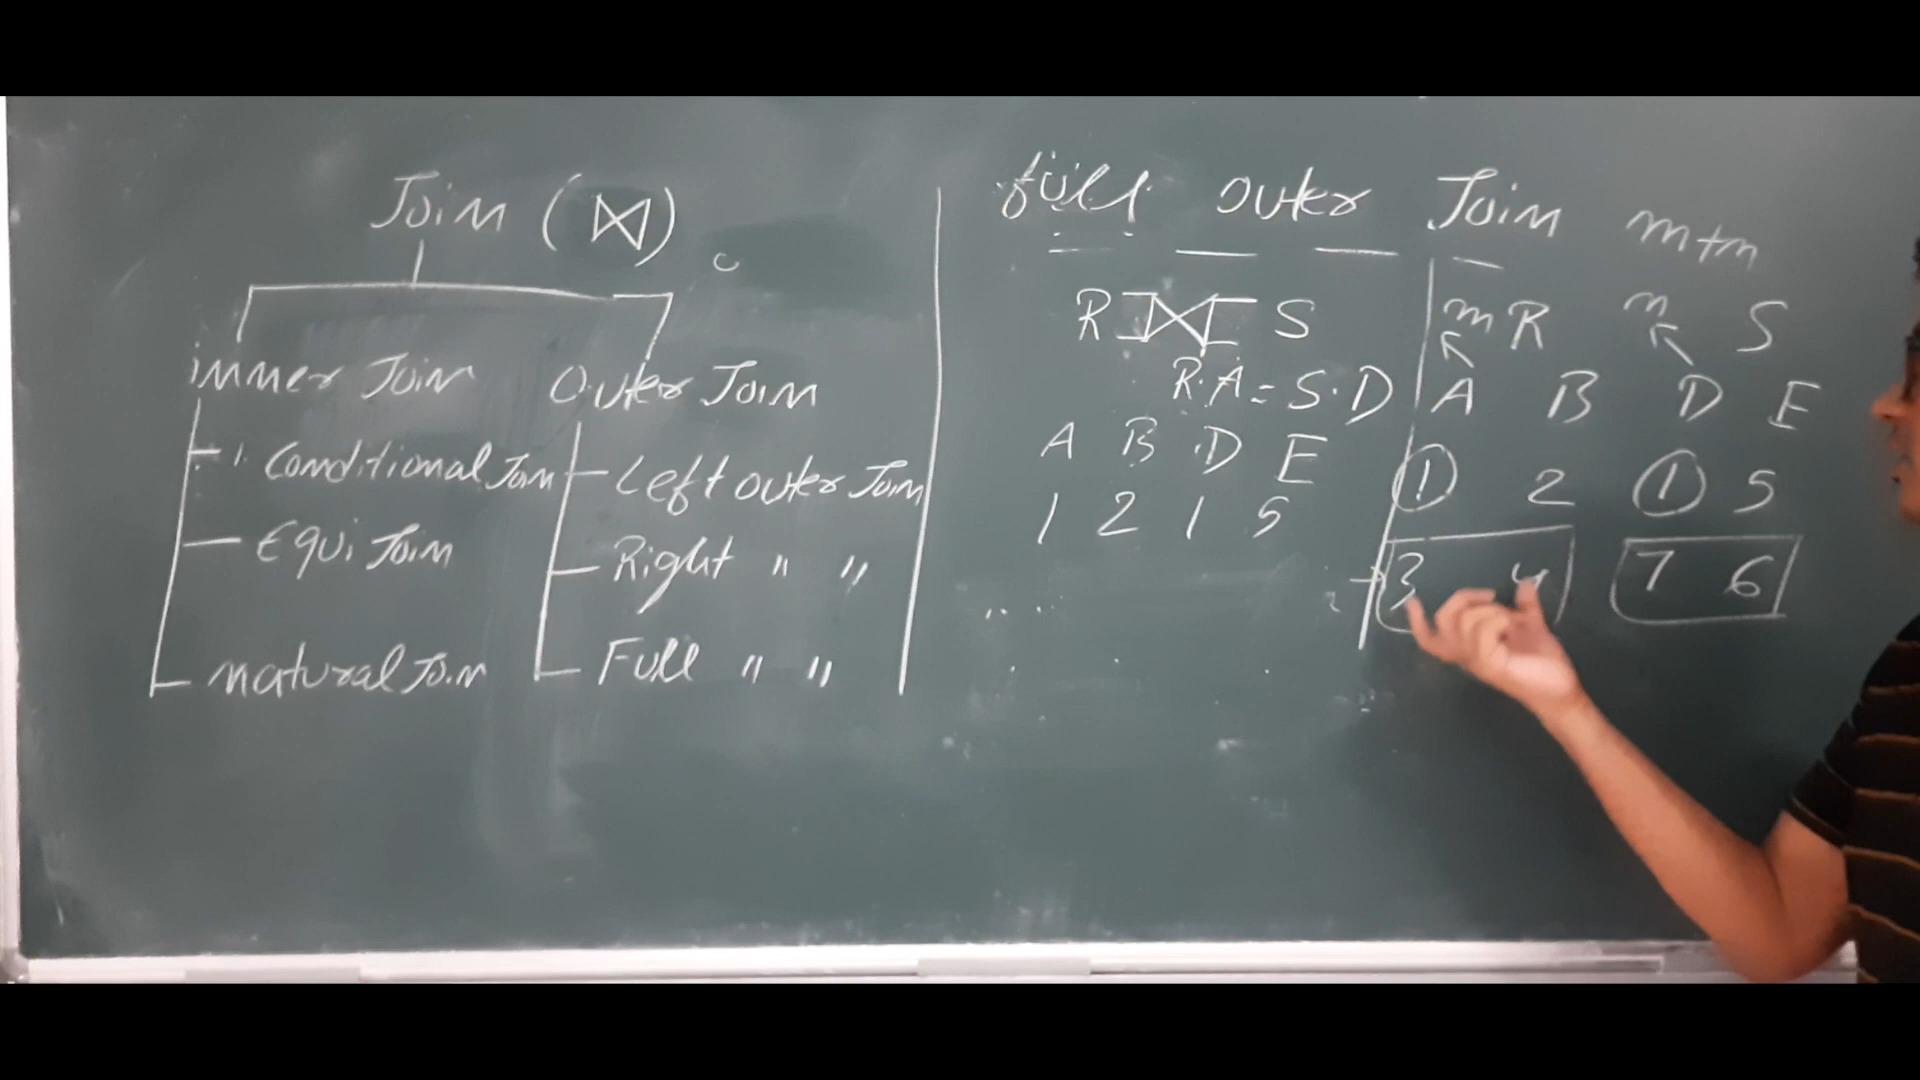 Join (⋈)
inner Join Outer Join
1. Conditional Join Left outer Join
Equi Join Right " "
natural Join Full " "
full outer Join m+n
R ⟗ S
R.A = S.D
A B D E
1 2 1 5
m R n S
A B D E
1 2 1 5
3 4 7 6